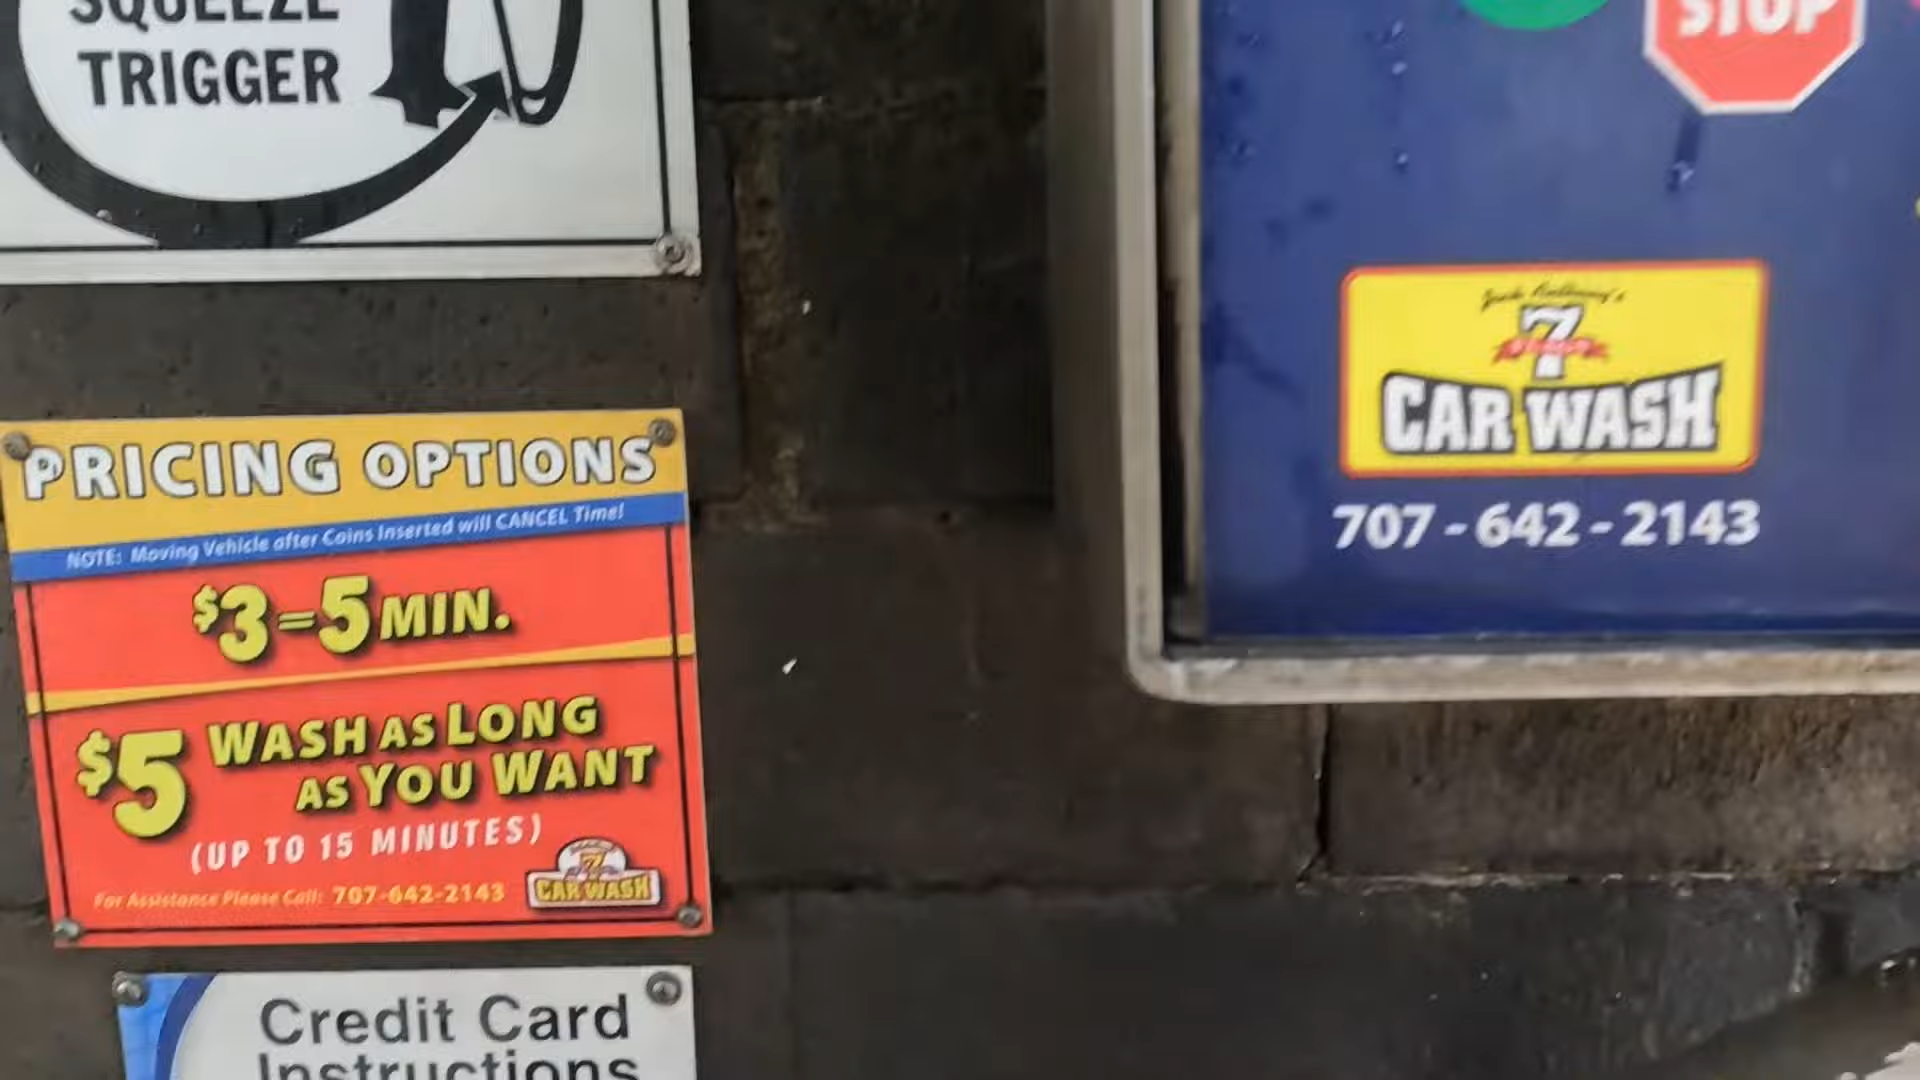 SQUEEZE
TRIGGER
PRICING OPTIONS
NOTE: Moving Vehicle after Coins Inserted will CANCEL Time!
$3=5 MIN.
$5 WASH AS LONG
AS YOU WANT
(UP TO 15 MINUTES)
For Assistance Please Call: 707-642-2143
7
CAR WASH
Credit Card
Instructions
STOP
7
CAR WASH
707-642-2143